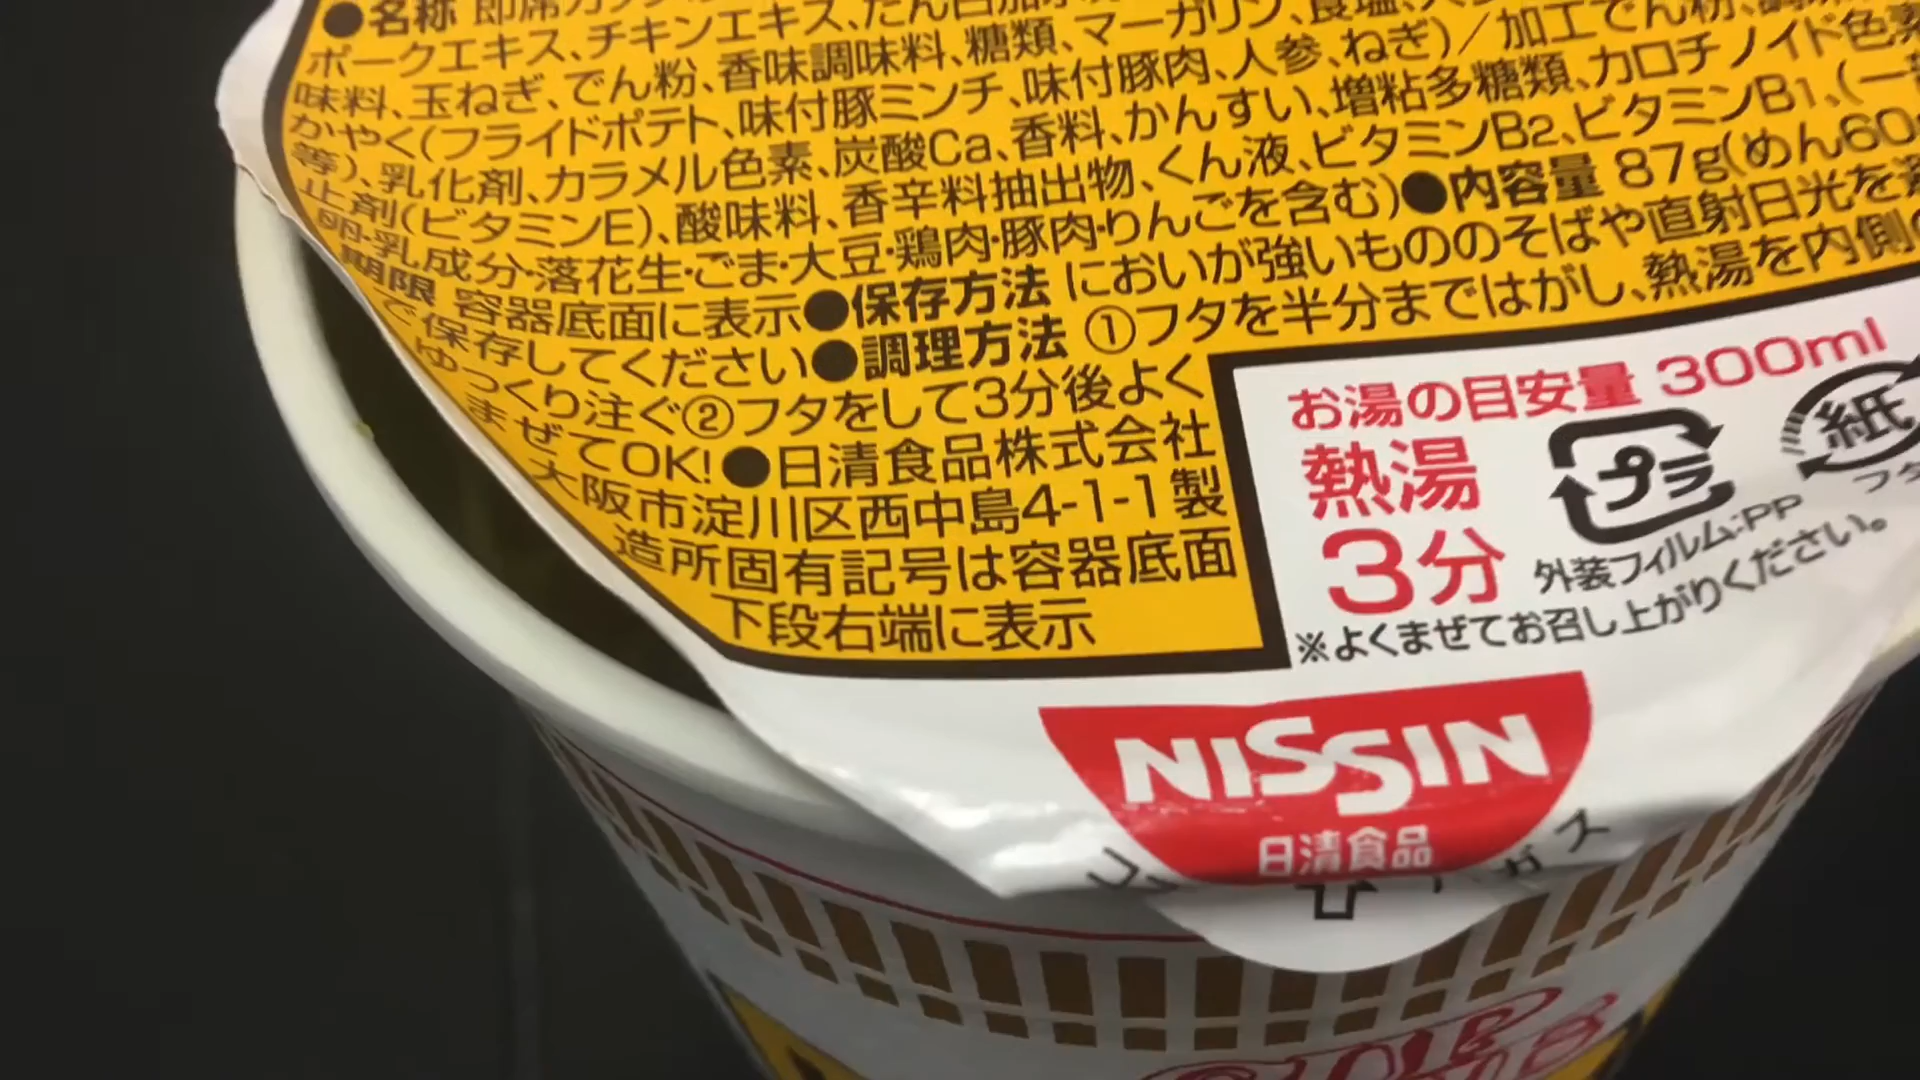 ●名称 即席カップ
ポークエキス、チキンエキス、たん白加水
味料、玉ねぎ、でん粉、香味調味料、糖類、マーガリン、食塩、
かやく(フライドポテト、味付豚ミンチ、味付豚肉、人参、ねぎ)/加工でん粉、調味
等)、乳化剤、カラメル色素、炭酸Ca、香料、かんすい、増粘多糖類、カロチノイド色素
止剤(ビタミンE)、酸味料、香辛料抽出物、くん液、ビタミンB2、ビタミンB1、(一部
卵・乳成分・落花生・ごま・大豆・鶏肉・豚肉・りんごを含む)●内容量 87g(めん60g
期限 容器底面に表示●保存方法 においが強いもののそばや直射日光を避
で保存してください●調理方法 ①フタを半分まではがし、熱湯を内側の
ゆっくり注ぐ②フタをして3分後よく
まぜてOK!●日清食品株式会社
大阪市淀川区西中島4-1-1 製
造所固有記号は容器底面
下段右端に表示
お湯の目安量 300ml
熱湯
3分
プラ
紙
フタ
外装フィルム:PP
※よくまぜてお召し上がりください。
NISSIN
日清食品
CUP